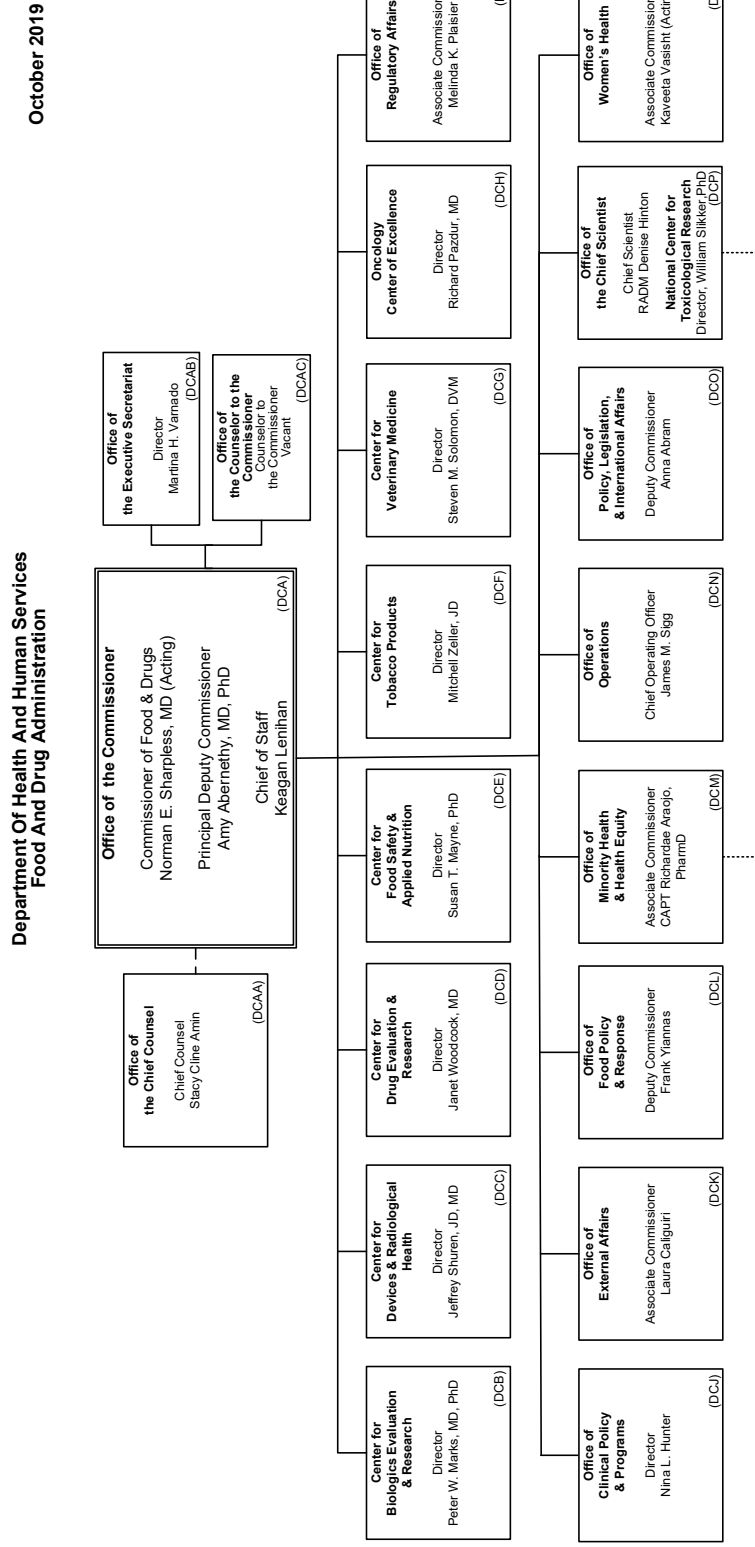 Department Of Health And Human Services
Food And Drug Administration
October 2019
Office of
the Chief Counsel
Chief Counsel
Stacy Cline Amin
(DCAA)
Office of the Commissioner
Commissioner of Food & Drugs
Norman E. Sharpless, MD (Acting)
Principal Deputy Commissioner
Amy Abernethy, MD, PhD
Chief of Staff
Keagan Lenihan
(DCA)
Office of
the Executive Secretariat
Director
Martina H. Varnado
(DCAB)
Office of
the Counselor to the
Commissioner
Counselor to
the Commissioner
Vacant
(DCAC)
Center for
Biologics Evaluation
& Research
Director
Peter W. Marks, MD, PhD
(DCB)
Center for
Devices & Radiological
Health
Director
Jeffrey Shuren, JD, MD
(DCC)
Center for
Drug Evaluation &
Research
Director
Janet Woodcock, MD
(DCD)
Center for
Food Safety &
Applied Nutrition
Director
Susan T. Mayne, PhD
(DCE)
Center for
Tobacco Products
Director
Mitchell Zeller, JD
(DCF)
Center for
Veterinary Medicine
Director
Steven M. Solomon, DVM
(DCG)
Oncology
Center of Excellence
Director
Richard Pazdur, MD
(DCH)
Office of
Regulatory Affairs
Associate
Melinda K. Plaisier
Office of
Clinical Policy
& Programs
Director
Nina L. Hunter
(DCJ)
Office of
External Affairs
Associate Commissioner
Laura Caliguiri
(DCK)
Office of
Food Policy
& Response
Deputy Commissioner
Frank Yiannas
(DCL)
Office of
Minority Health
& Health Equity
Associate Commissioner
CAPT Richardae Araojo,
PharmD
(DCM)
Office of
Operations
Chief Operating Officer
James M. Sigg
(DCN)
Office of
Policy, Legislation,
& International Affairs
Deputy Commissioner
Anna Abram
(DCO)
Office of
the Chief Scientist
Chief Scientist
RADM Denise Hinton
National Center for
Toxicological Research
Director, William Slikker,PhD
(DCP)
Office of
Women's Health
Associate
Kaveeta Vasisht